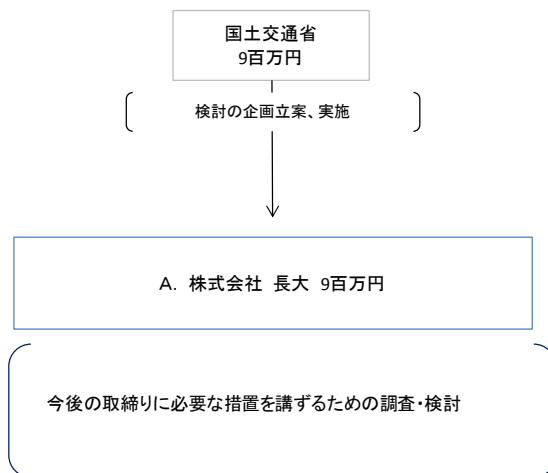 国土交通省
9百万円
検討の企画立案、実施
A. 株式会社 長大 9百万円
今後の取締りに必要な措置を講ずるための調査・検討